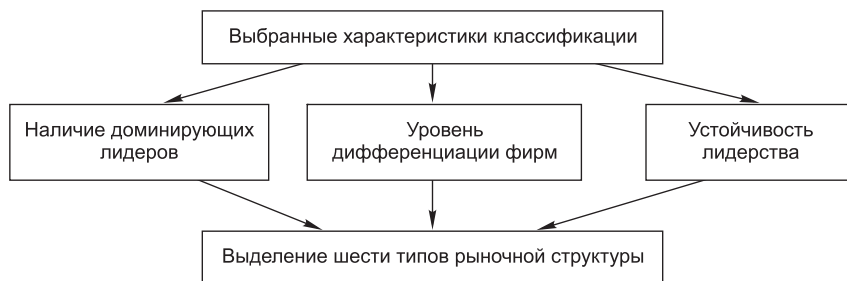 Выбранные характеристики классификации
Наличие доминирующих
лидеров
Уровень
дифференциации фирм
Устойчивость
лидерства
Выделение шести типов рыночной структуры